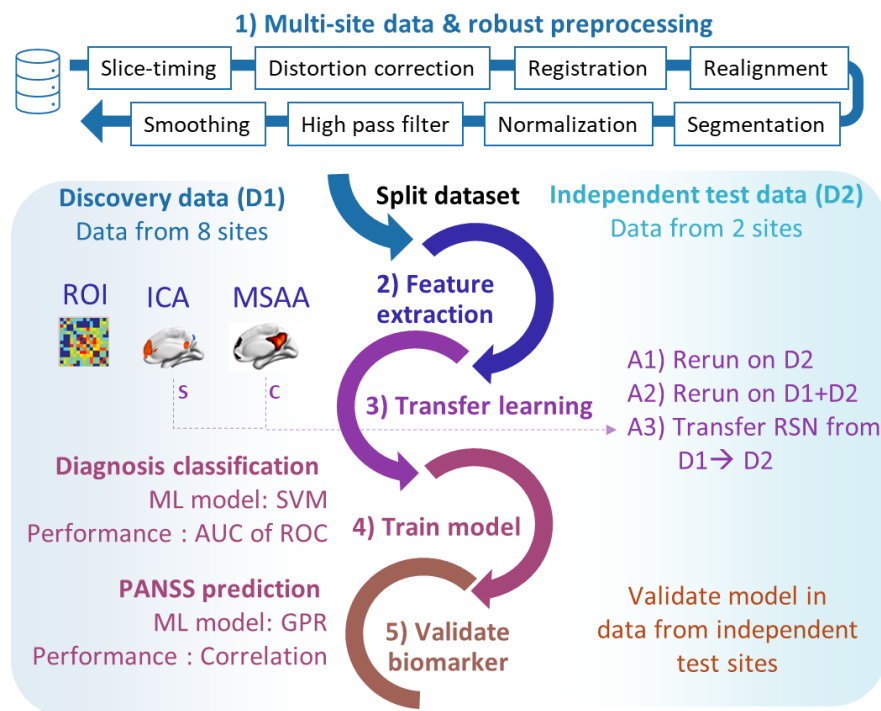 1) Multi-site data & robust preprocessing
Slice-timing
Distortion correction
Registration
Realignment
Smoothing
High pass filter
Normalization
Segmentation
Discovery data (D1)
Data from 8 sites
Split dataset
Independent test data (D2)
Data from 2 sites
2) Feature
extraction
ROI
ICA
MSAA
S
C
3) Transfer learning
A1) Rerun on D2
A2) Rerun on D1+D2
A3) Transfer RSN from
D1→ D2
Diagnosis classification
ML model: SVM
Performance : AUC of ROC
4) Train model
PANSS prediction
ML model: GPR
Performance : Correlation
5) Validate
biomarker
Validate model in
data from independent
test sites